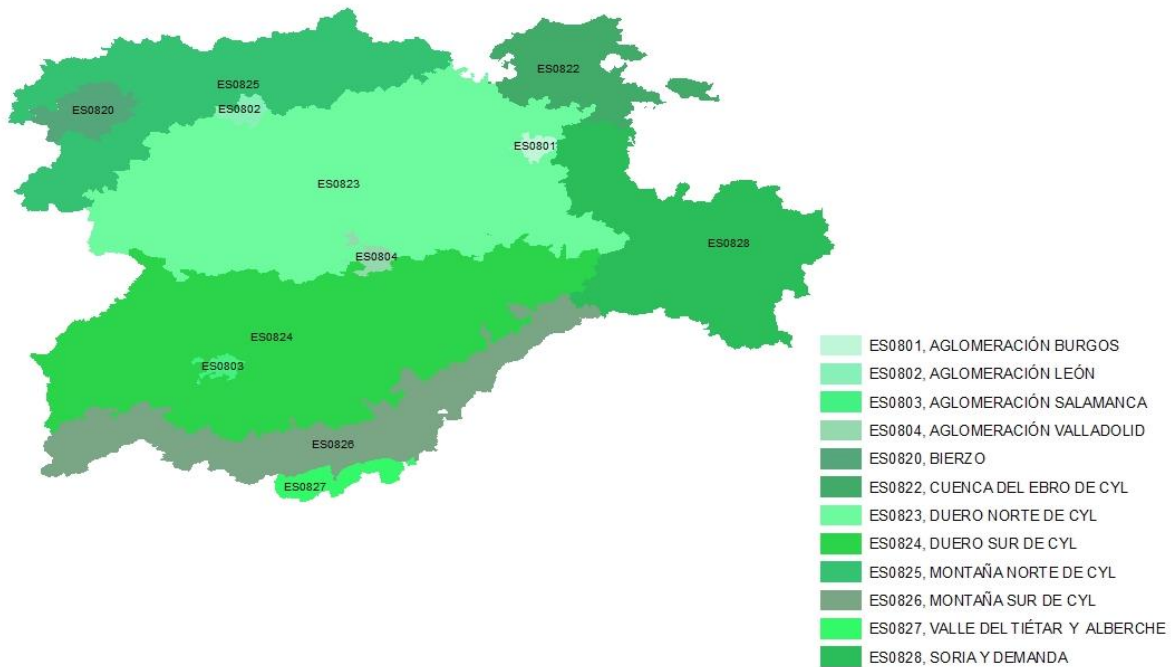 ES0822
ES0825
ES0820
ES0802
ES0801
ES0823
ES0828
ES0804
ES0824
ES0803
ES0826
ES0827
ES0801, AGLOMERACIÓN BURGOS
ES0802, AGLOMERACIÓN LEÓN
ES0803, AGLOMERACIÓN SALAMANCA
ES0804, AGLOMERACIÓN VALLADOLID
ES0820, BIERZO
ES0822, CUENCA DEL EBRO DE CYL
ES0823, DUERO NORTE DE CYL
ES0824, DUERO SUR DE CYL
ES0825, MONTAÑA NORTE DE CYL
ES0826, MONTAÑA SUR DE CYL
ES0827, VALLE DEL TIÉTAR Y ALBERCHE
ES0828, SORIA Y DEMANDA